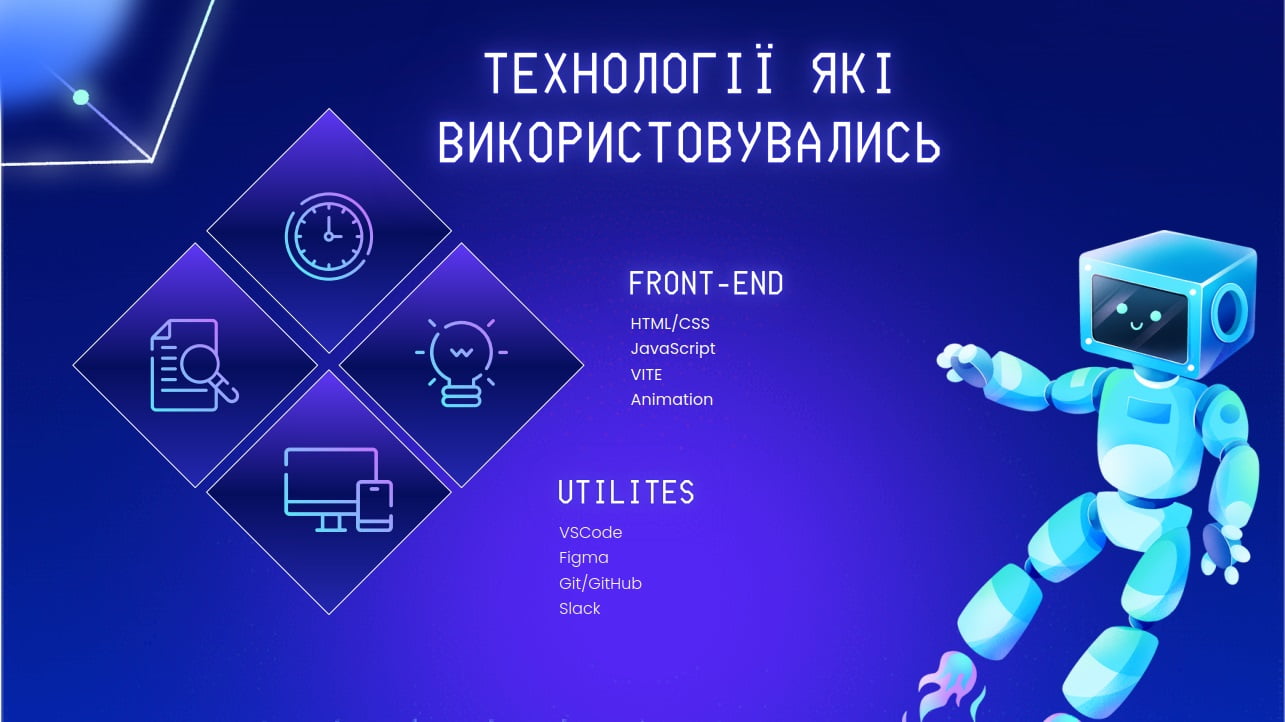 ТЕХНОЛОГІЇ ЯКІ
ВИКОРИСТОВУВАЛИСЬ
FRONT-END
HTML/CSS
JavaScript
VITE
Animation
UTILITES
VSCode
Figma
Git/GitHub
Slack